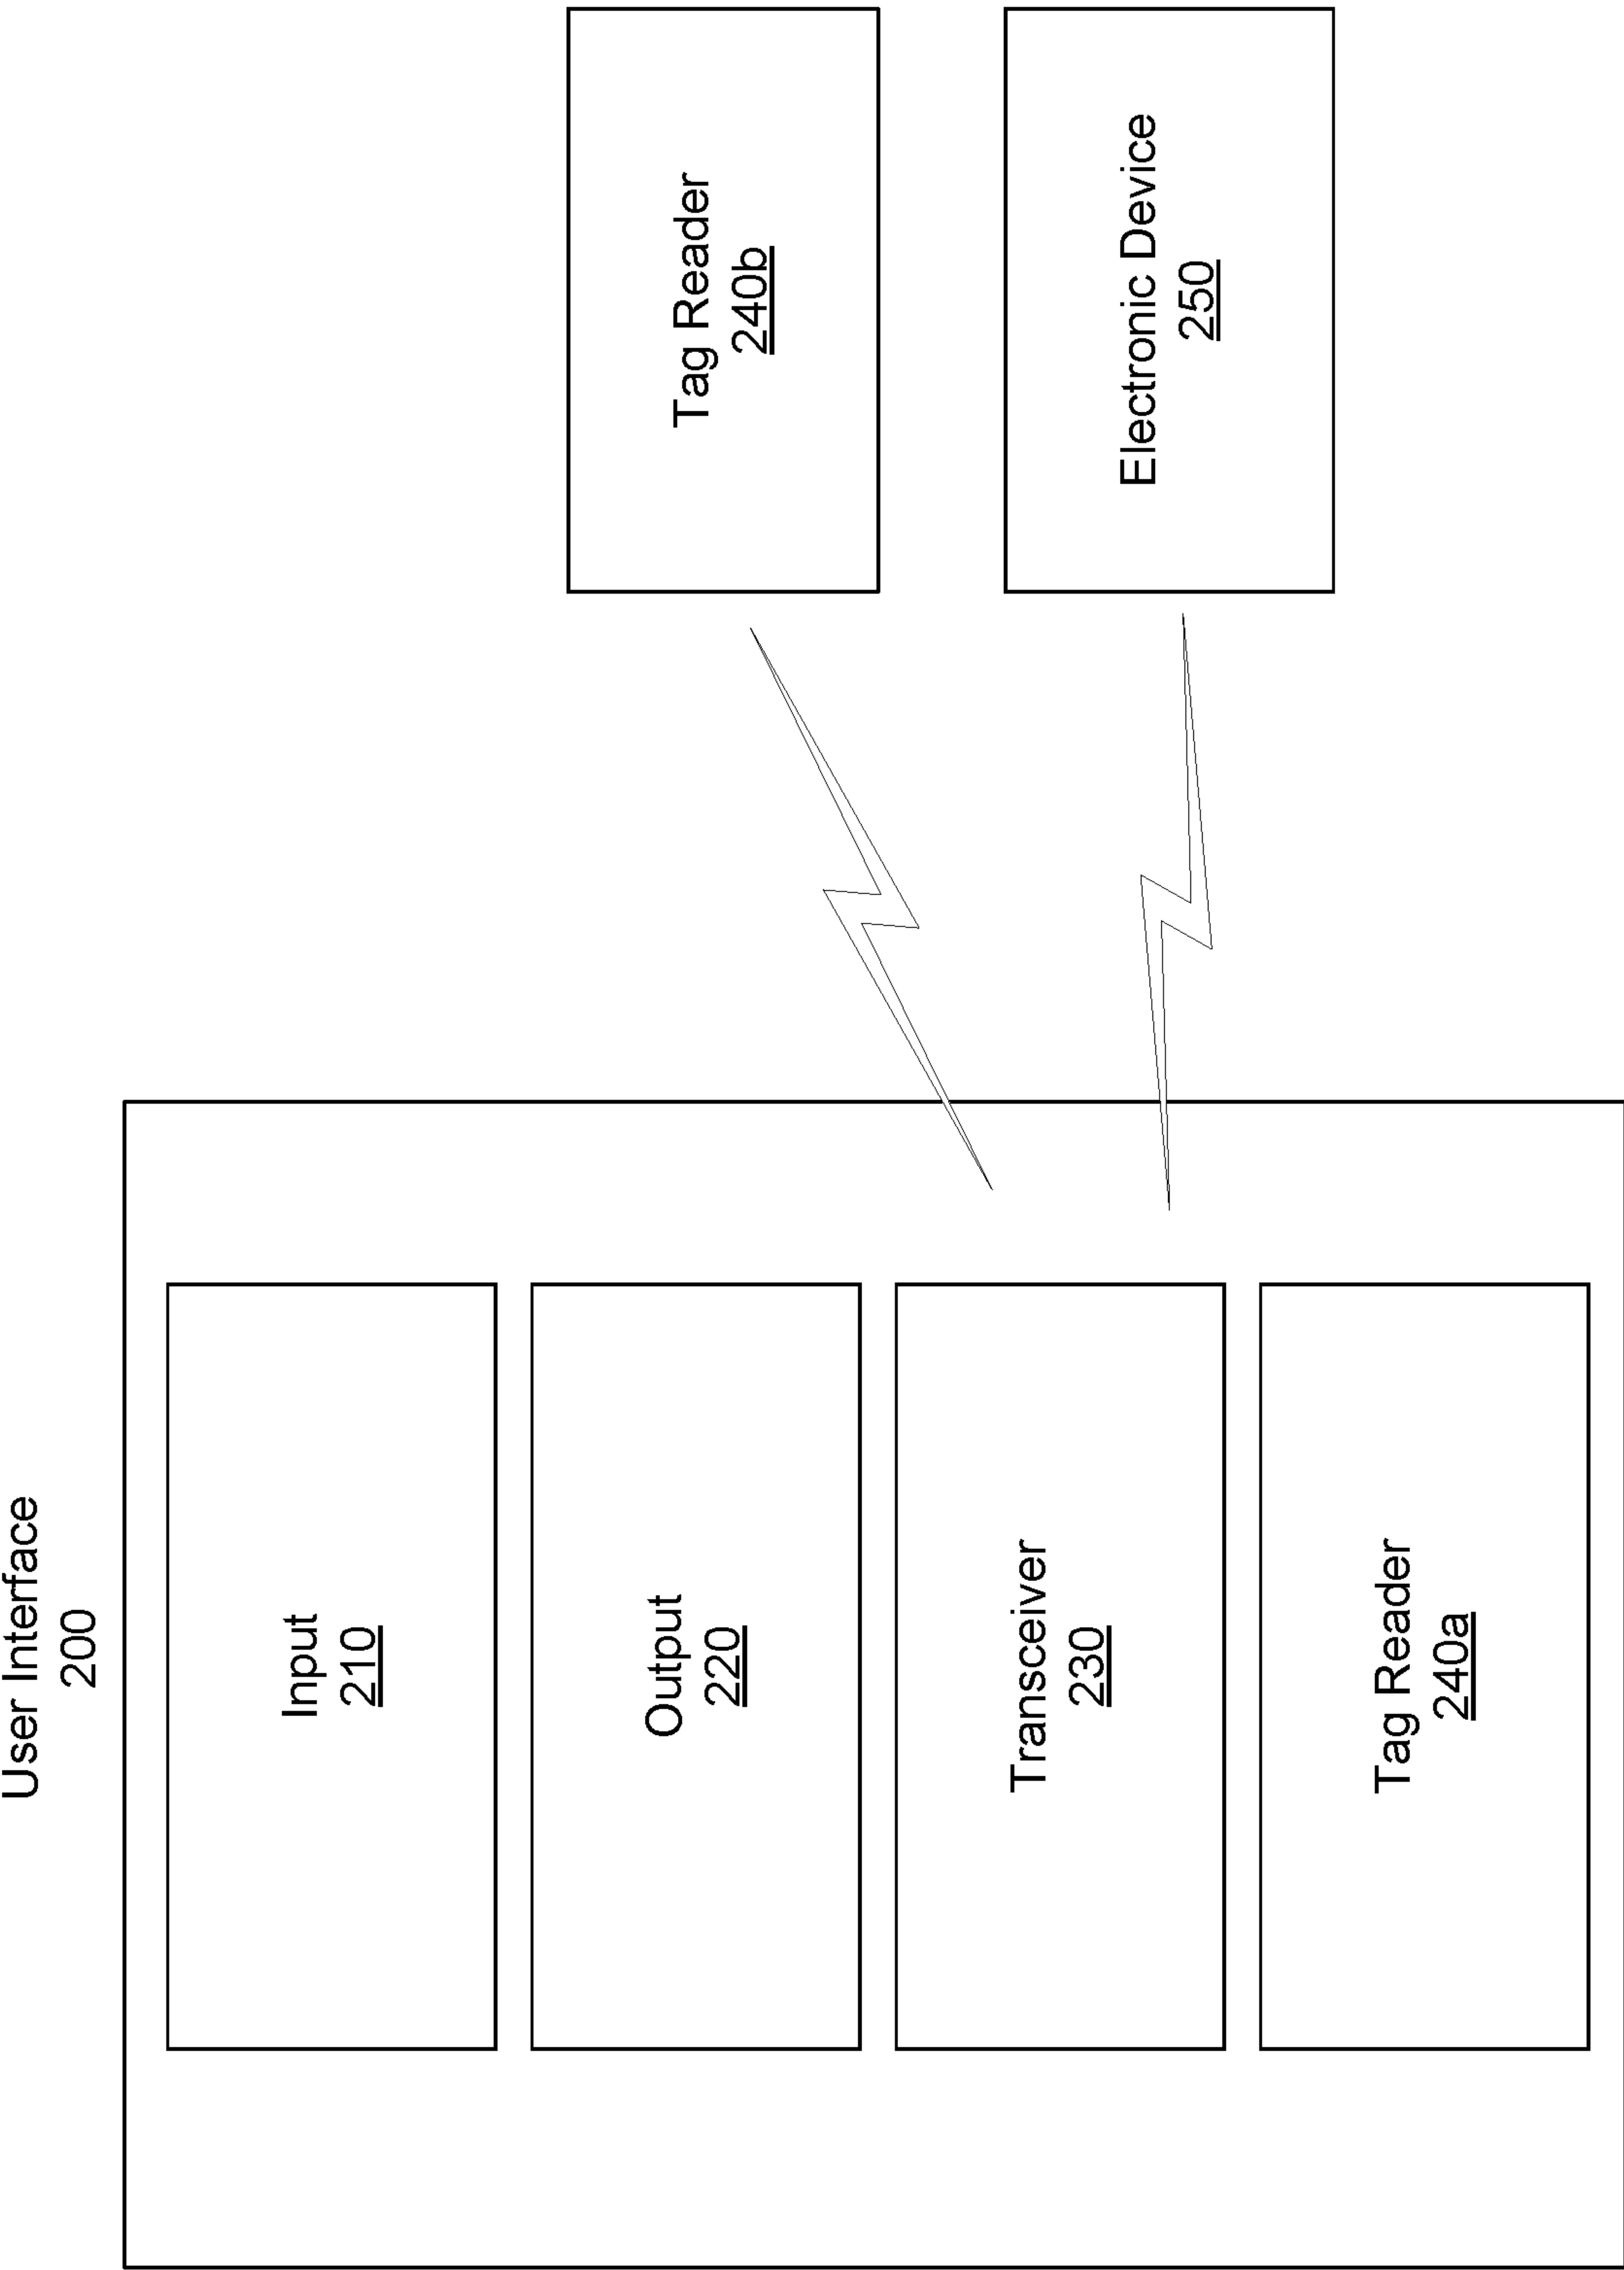 User Interface
200
Input
210
Output
220
Transceiver
230
Tag Reader
240a
Tag Reader
240b
Electronic Device
250